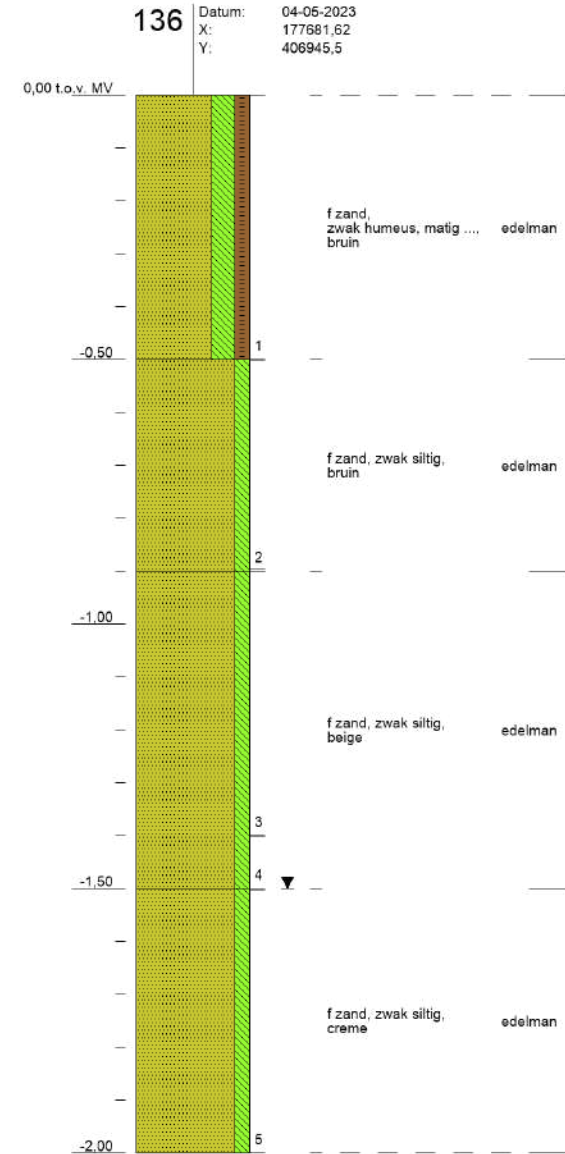 136
Datum: 04-05-2023
X: 177681,62
Y: 406945,5
0,00 t.o.v. MV
f zand,
zwak humeus, matig ...., edelman
bruin
1
-0,50
f zand, zwak siltig,
bruin
edelman
2
-1,00
f zand, zwak siltig,
beige
edelman
3
4
-1,50
f zand, zwak siltig,
creme
edelman
5
-2,00